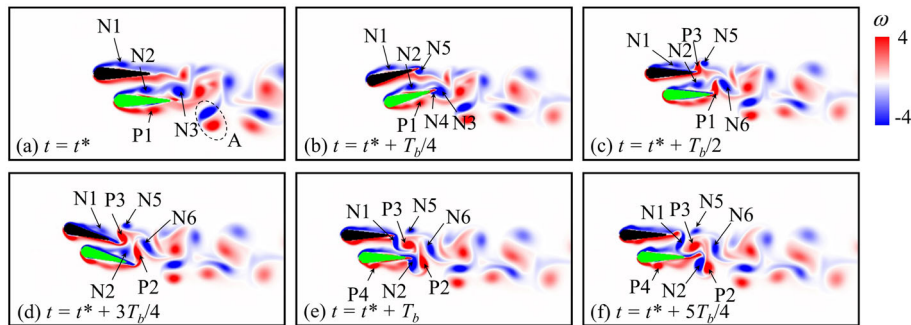 N1
N2
P1
N3
A
(a) t = t*
N1
N2
N5
P1
N4
N3
(b) t = t* + T_b/4
P3
N5
N1
N2
P1
N6
(c) t = t* + T_b/2
ω
4
-4
N1
P3
N5
N6
N2
P2
(d) t = t* + 3T_b/4
N1
P3
N5
N6
P4
N2
P2
(e) t = t* + T_b
N1
P3
N5
N6
P4
N2
P2
(f) t = t* + 5T_b/4